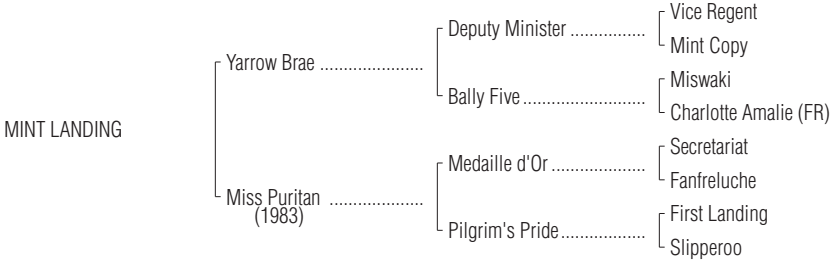 Vice Regent
Deputy Minister ................
Mint Copy
Yarrow Brae ......................
Miswaki
Bally Five..........................
Charlotte Amalie (FR)
MINT LANDING
Secretariat
Medaille d'Or ....................
Fanfreluche
Miss Puritan ....................
(1983)
First Landing
Pilgrim's Pride..................
Slipperoo